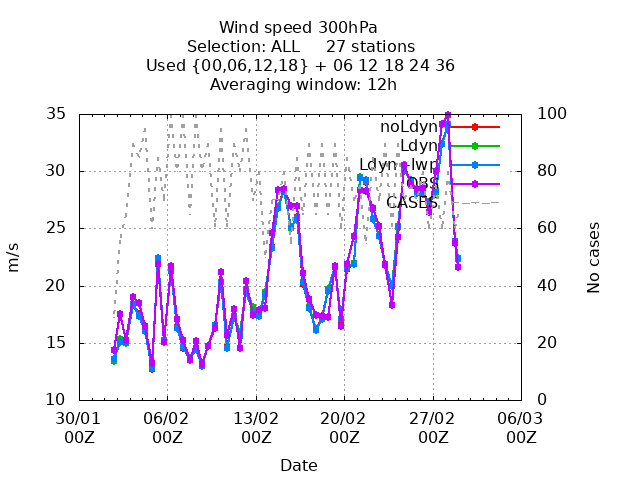 Wind speed 300hPa
Selection: ALL 27 stations
Used {00,06,12,18} + 06 12 18 24 36
Averaging window: 12h
35
30
25
20
15
10
m/s
100
80
60
40
20
0
No cases
noLdyn
Ldyn
Ldyn+lwp
OBS
CASES
30/01 06/02 13/02 20/02 27/02 06/03
00Z 00Z 00Z 00Z 00Z 00Z
Date